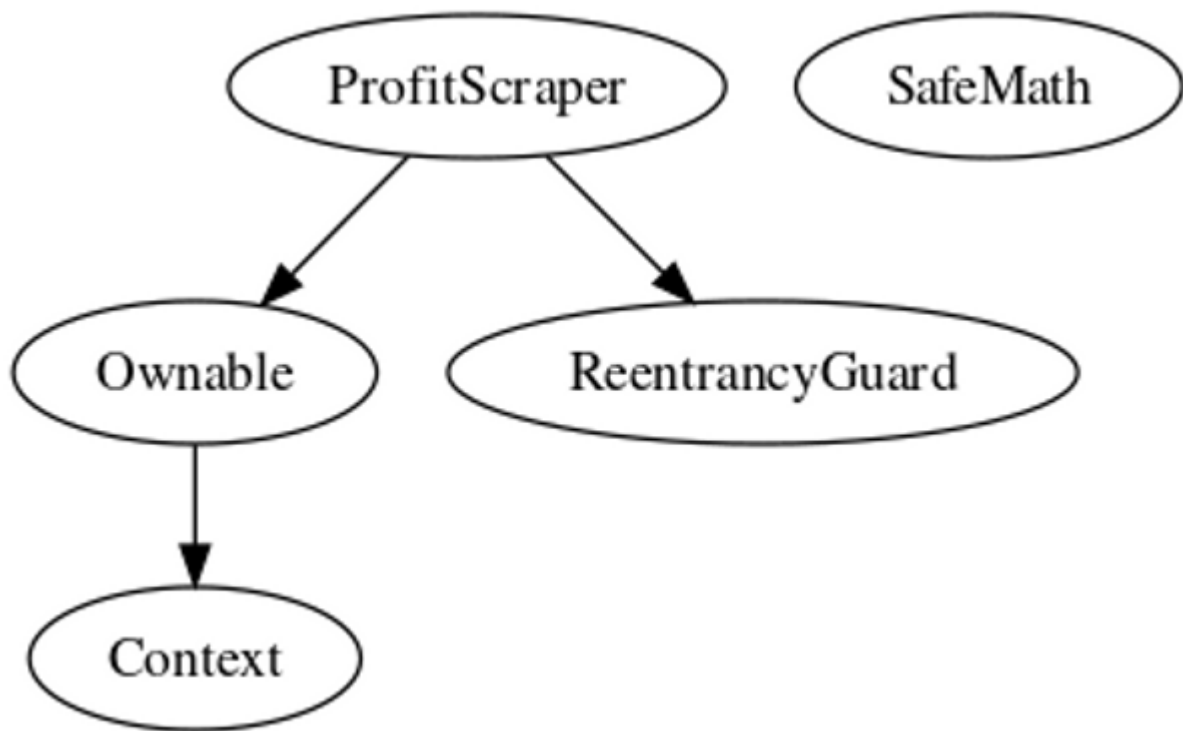 ProfitScraper
SafeMath
Ownable
ReentrancyGuard
Context